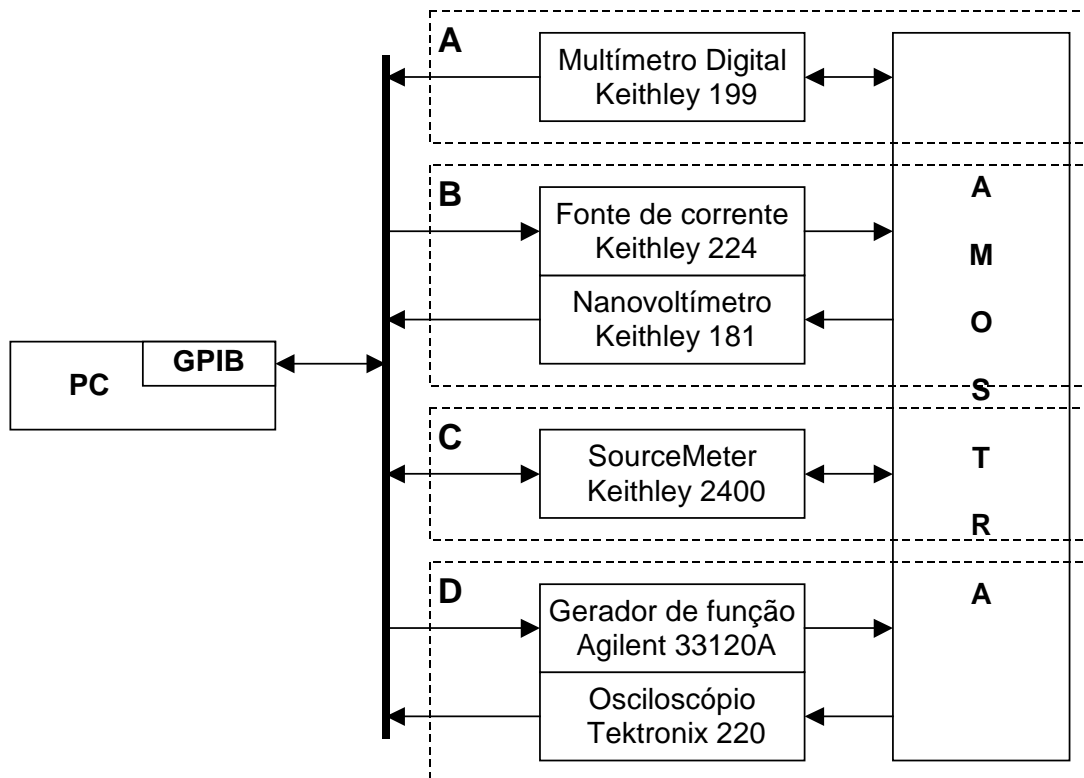 A
Multímetro Digital
Keithley 199
B
Fonte de corrente
Keithley 224
Nanovoltímetro
Keithley 181
PC
GPIB
C
SourceMeter
Keithley 2400
D
Gerador de função
Agilent 33120A
Osciloscópio
Tektronix 220
A
M
O
S
T
R
A